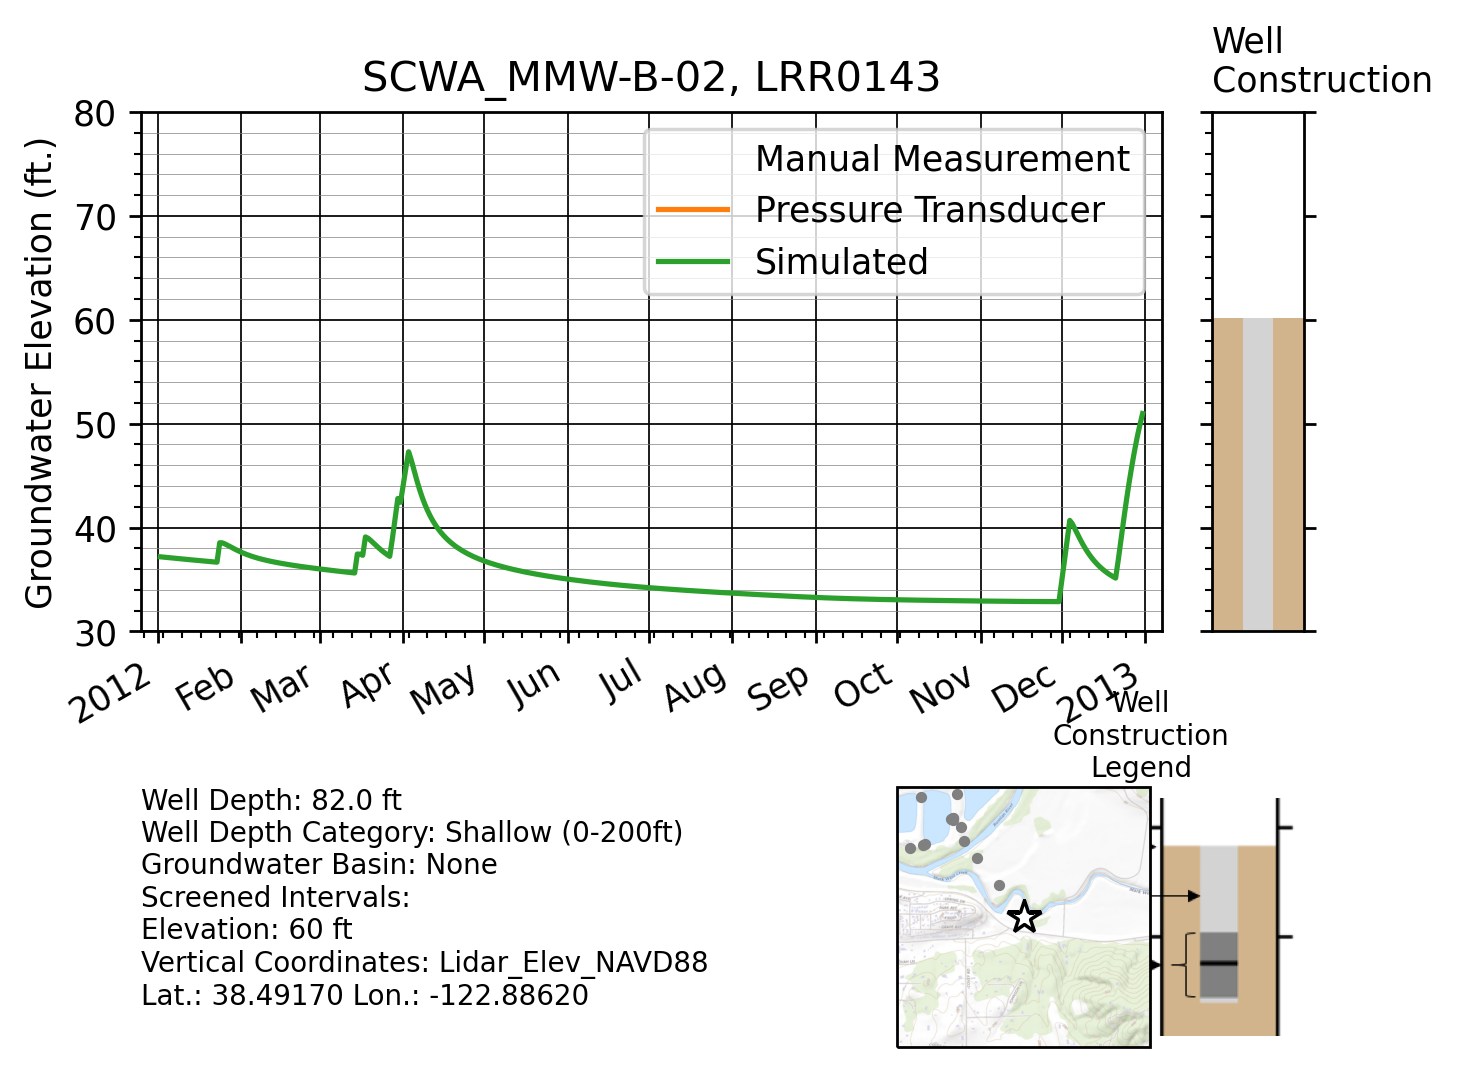 Well
Construction
SCWA_MMW-B-02, LRR0143
80
70
60
50
40
30
Groundwater Elevation (ft.)
Manual Measurement
Pressure Transducer
Simulated
2012
Feb
Mar
Apr
May
Jun
Jul
Aug
Sep
Oct
Nov
Dec
2013
Well
Construction
Legend
Well Depth: 82.0 ft
Well Depth Category: Shallow (0-200ft)
Groundwater Basin: None
Screened Intervals:
Elevation: 60 ft
Vertical Coordinates: Lidar_Elev_NAVD88
Lat.: 38.49170 Lon.: -122.88620